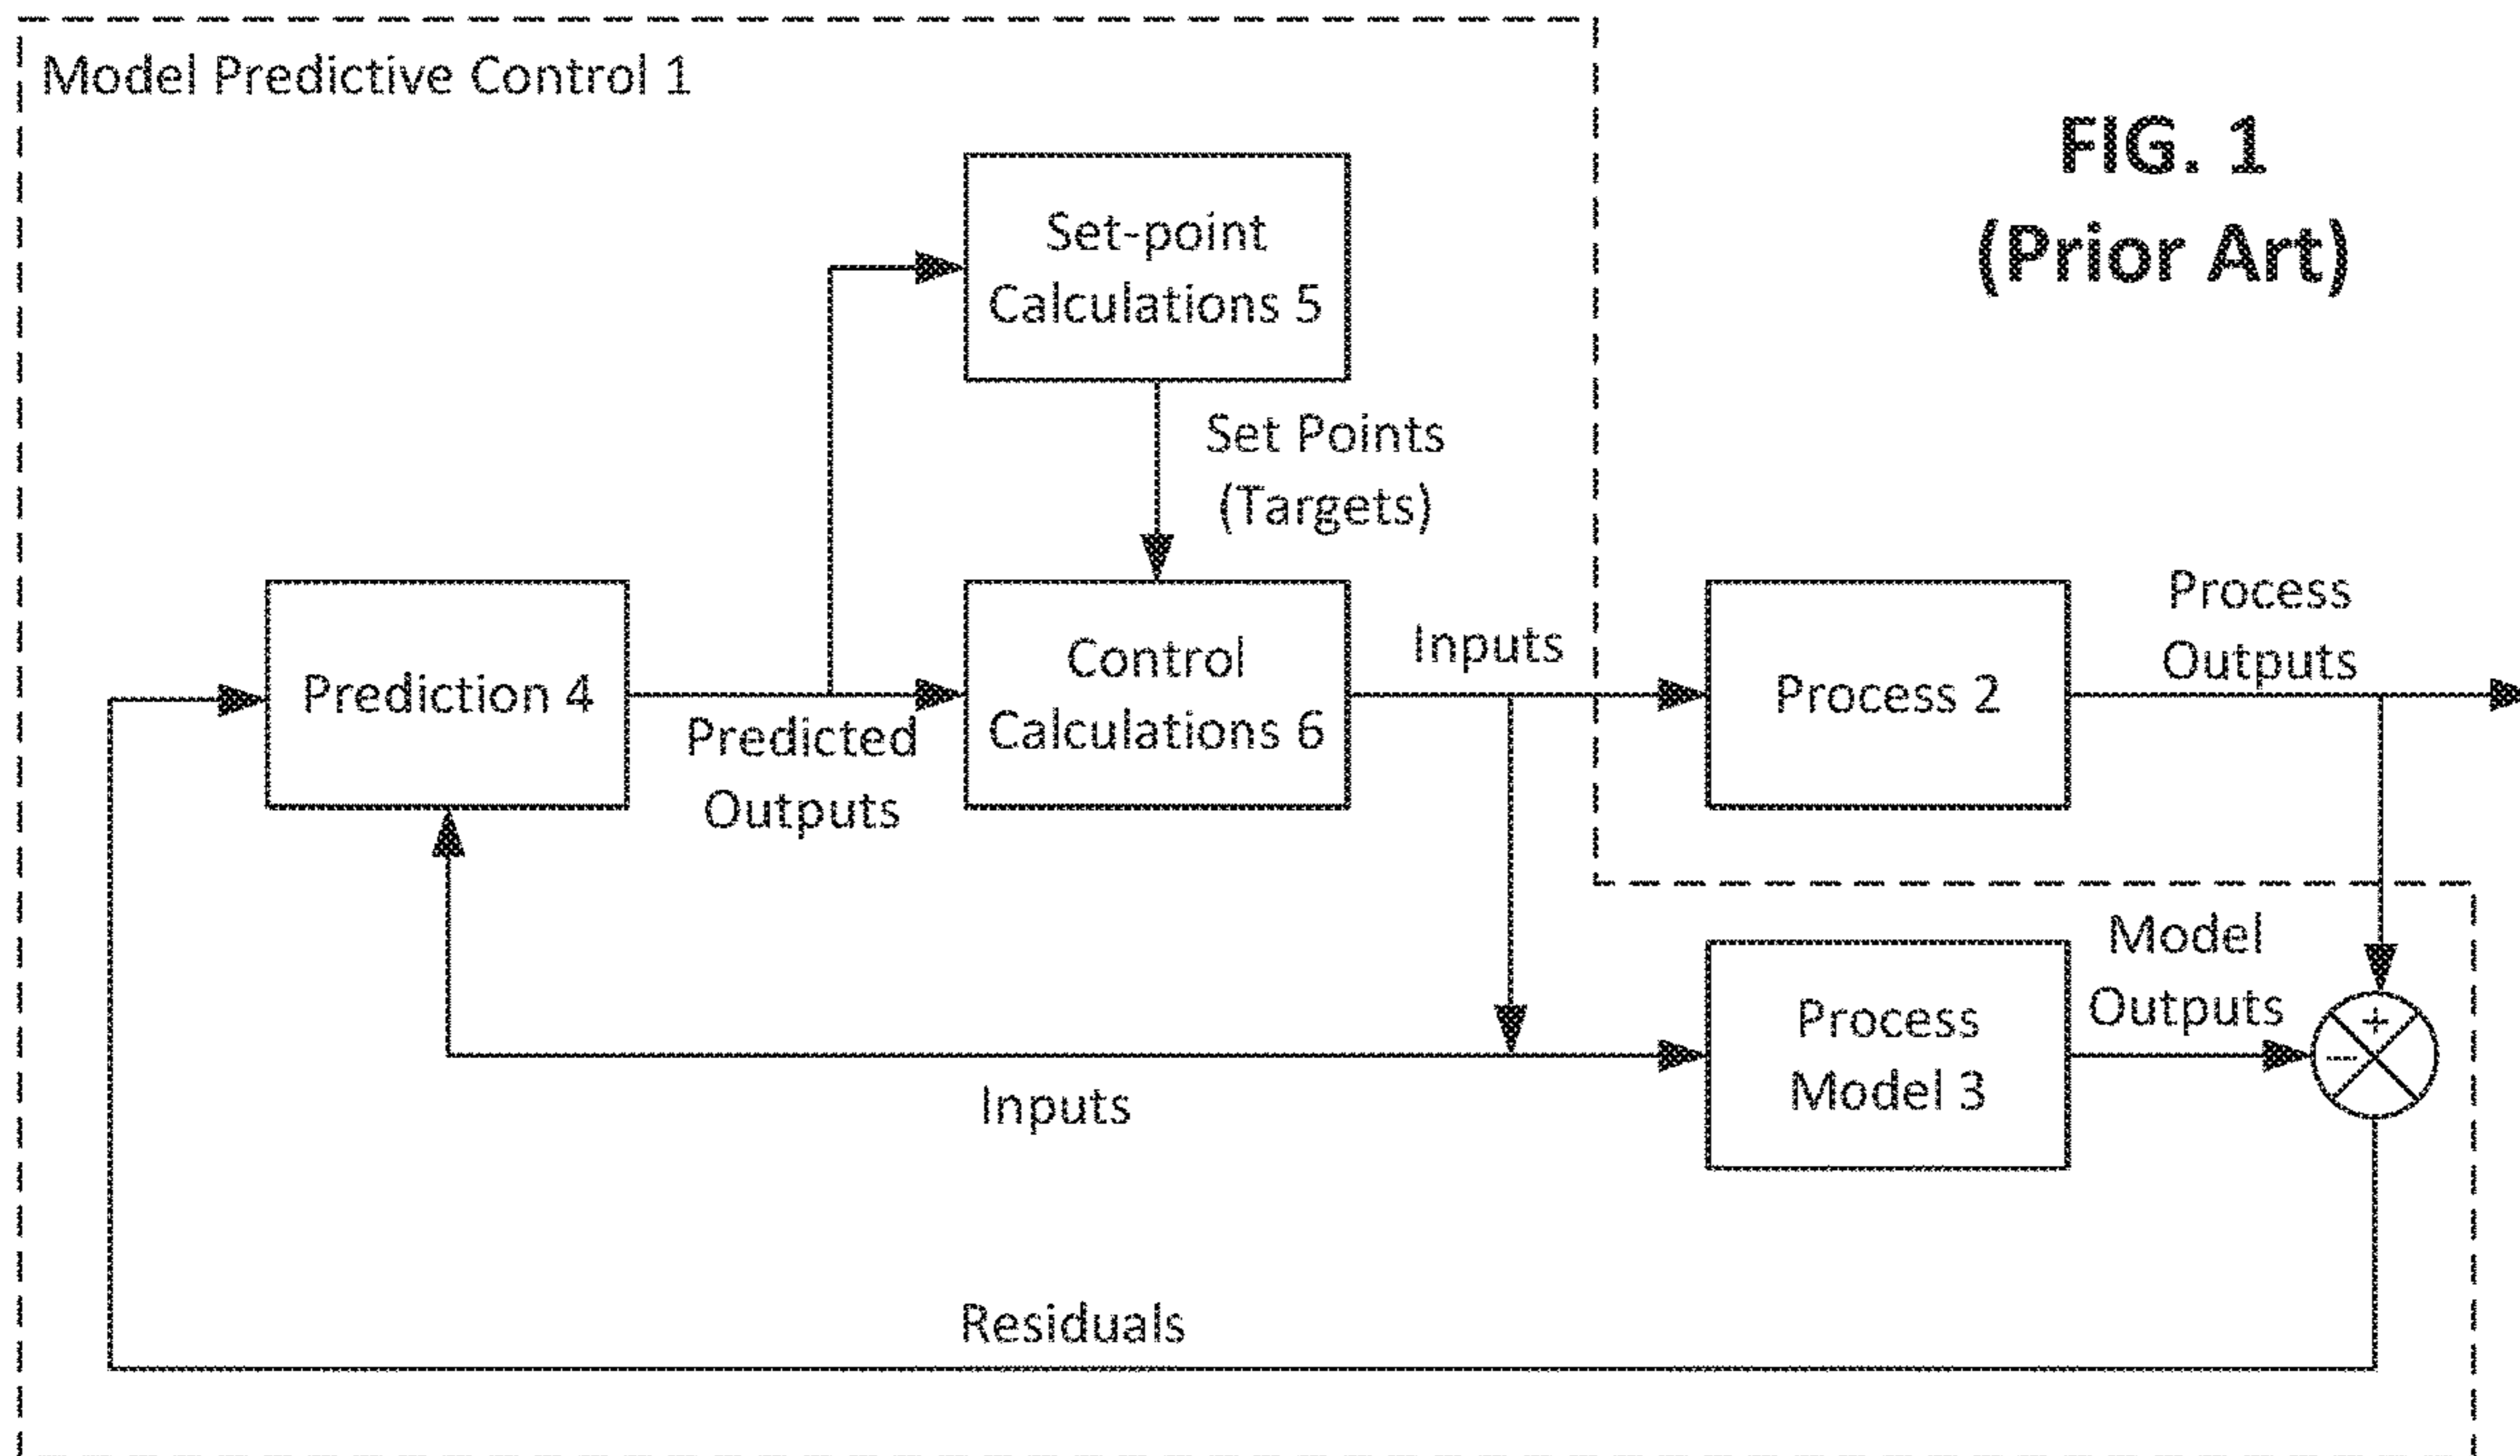 Model Predictive Control 1
FIG. 1
(Prior Art)
Set-point
Calculations 5
Set Points
(Targets)
Prediction 4
Predicted
Outputs
Control
Calculations 6
Inputs
Process 2
Process
Outputs
Model
Outputs
+
-
Process
Model 3
Inputs
Residuals